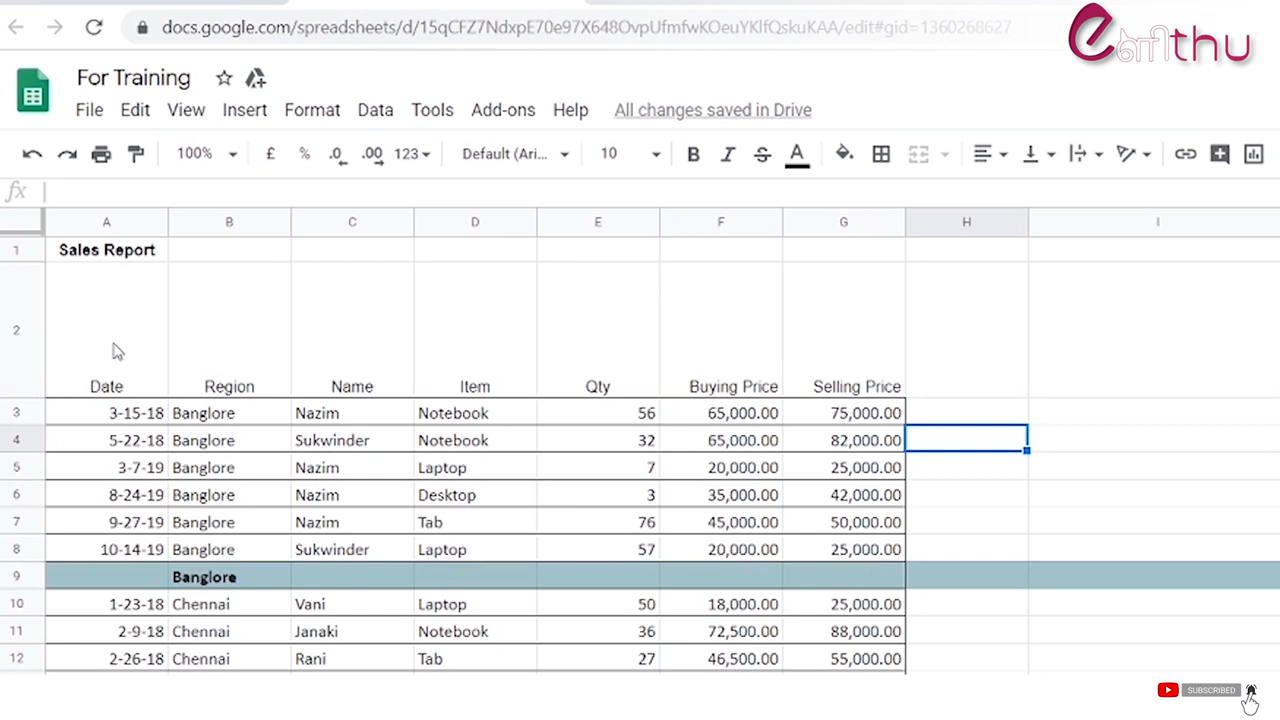 docs.google.com/spreadsheets/d/15qCFZ7NdxpE70e97X648OvpUfmfwKOeuYKlfQskuKAA/edit#gid=1360268627
eளிthu
For Training
File Edit View Insert Format Data Tools Add-ons Help All changes saved in Drive
100% £ % .0 .00 123 Default (Ari... 10 B I S A
fx
A B C D E F G H I
1 Sales Report
2 Date Region Name Item Qty Buying Price Selling Price
3 3-15-18 Banglore Nazim Notebook 56 65,000.00 75,000.00
4 5-22-18 Banglore Sukwinder Notebook 32 65,000.00 82,000.00
5 3-7-19 Banglore Nazim Laptop 7 20,000.00 25,000.00
6 8-24-19 Banglore Nazim Desktop 3 35,000.00 42,000.00
7 9-27-19 Banglore Nazim Tab 76 45,000.00 50,000.00
8 10-14-19 Banglore Sukwinder Laptop 57 20,000.00 25,000.00
9 Banglore
10 1-23-18 Chennai Vani Laptop 50 18,000.00 25,000.00
11 2-9-18 Chennai Janaki Notebook 36 72,500.00 88,000.00
12 2-26-18 Chennai Rani Tab 27 46,500.00 55,000.00
SUBSCRIBED